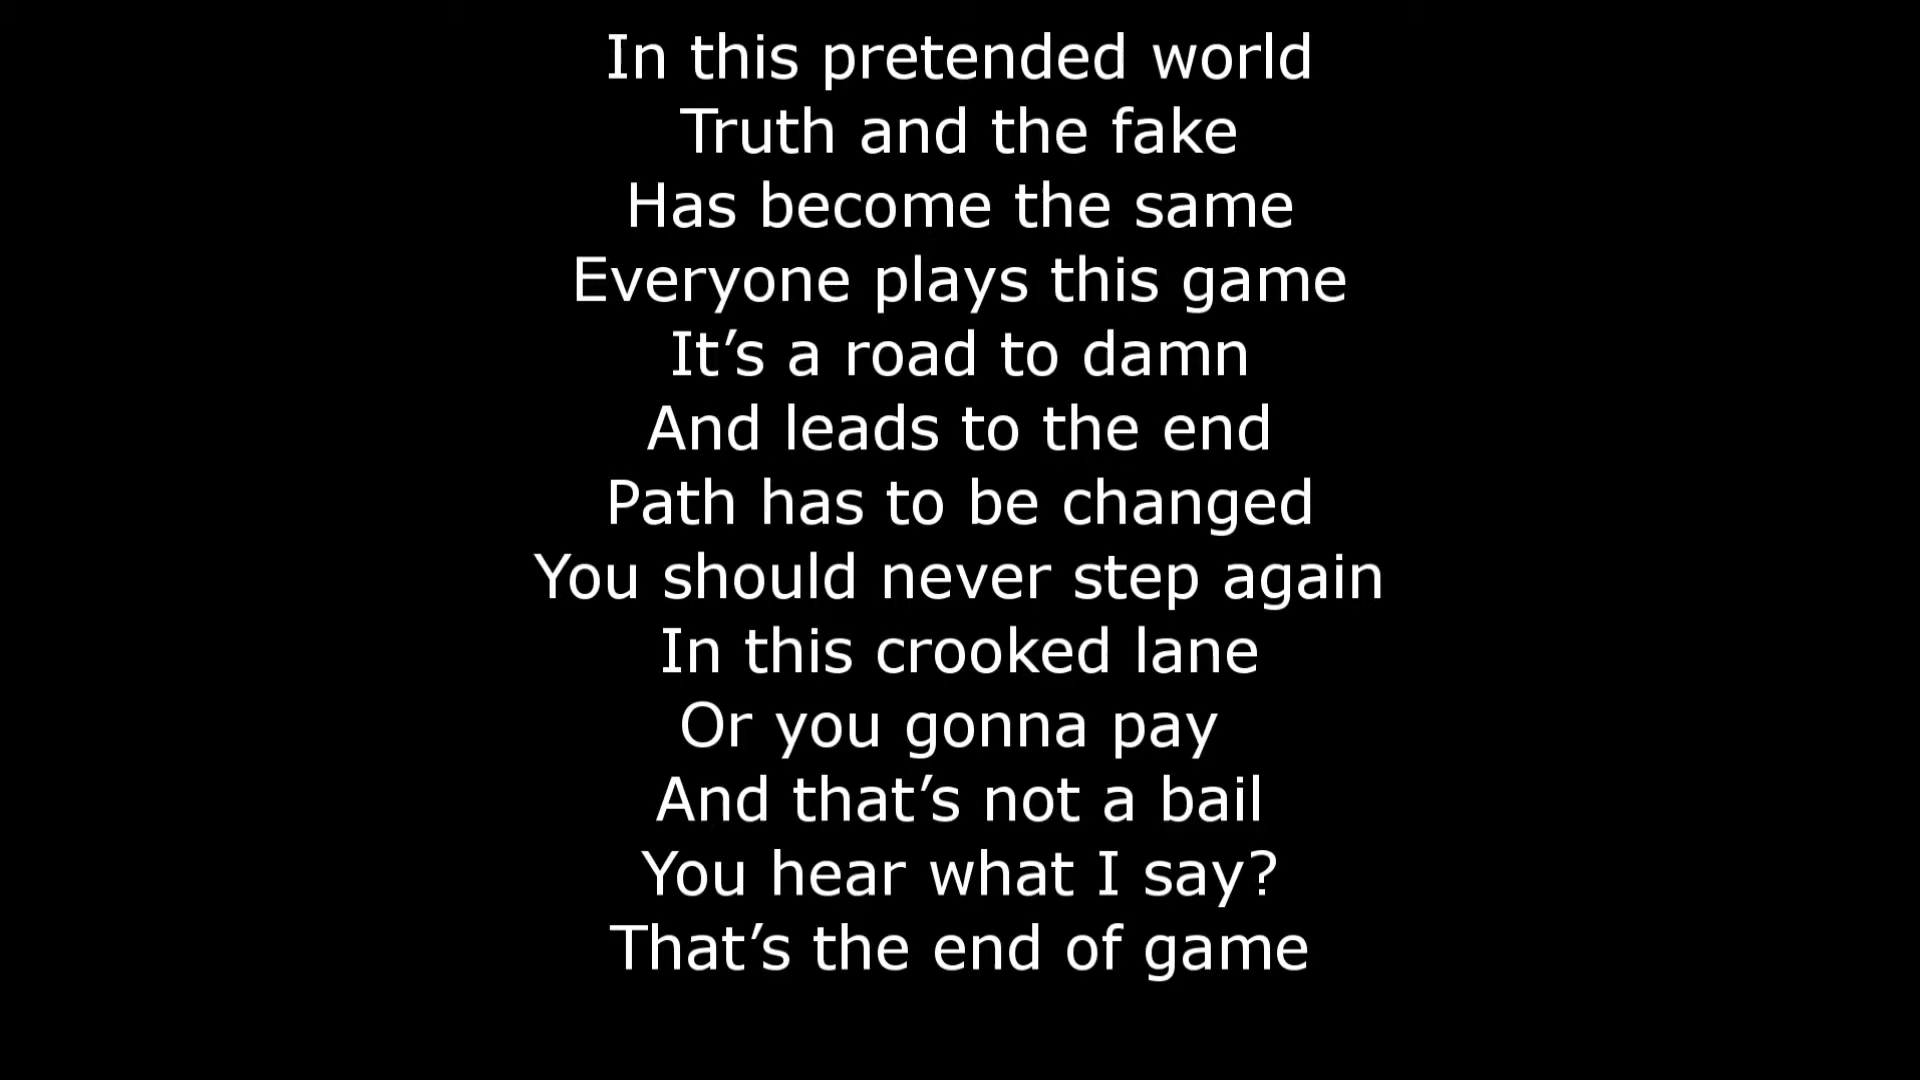 In this pretended world
Truth and the fake
Has become the same
Everyone plays this game
It’s a road to damn
And leads to the end
Path has to be changed
You should never step again
In this crooked lane
Or you gonna pay
And that’s not a bail
You hear what I say?
That’s the end of game